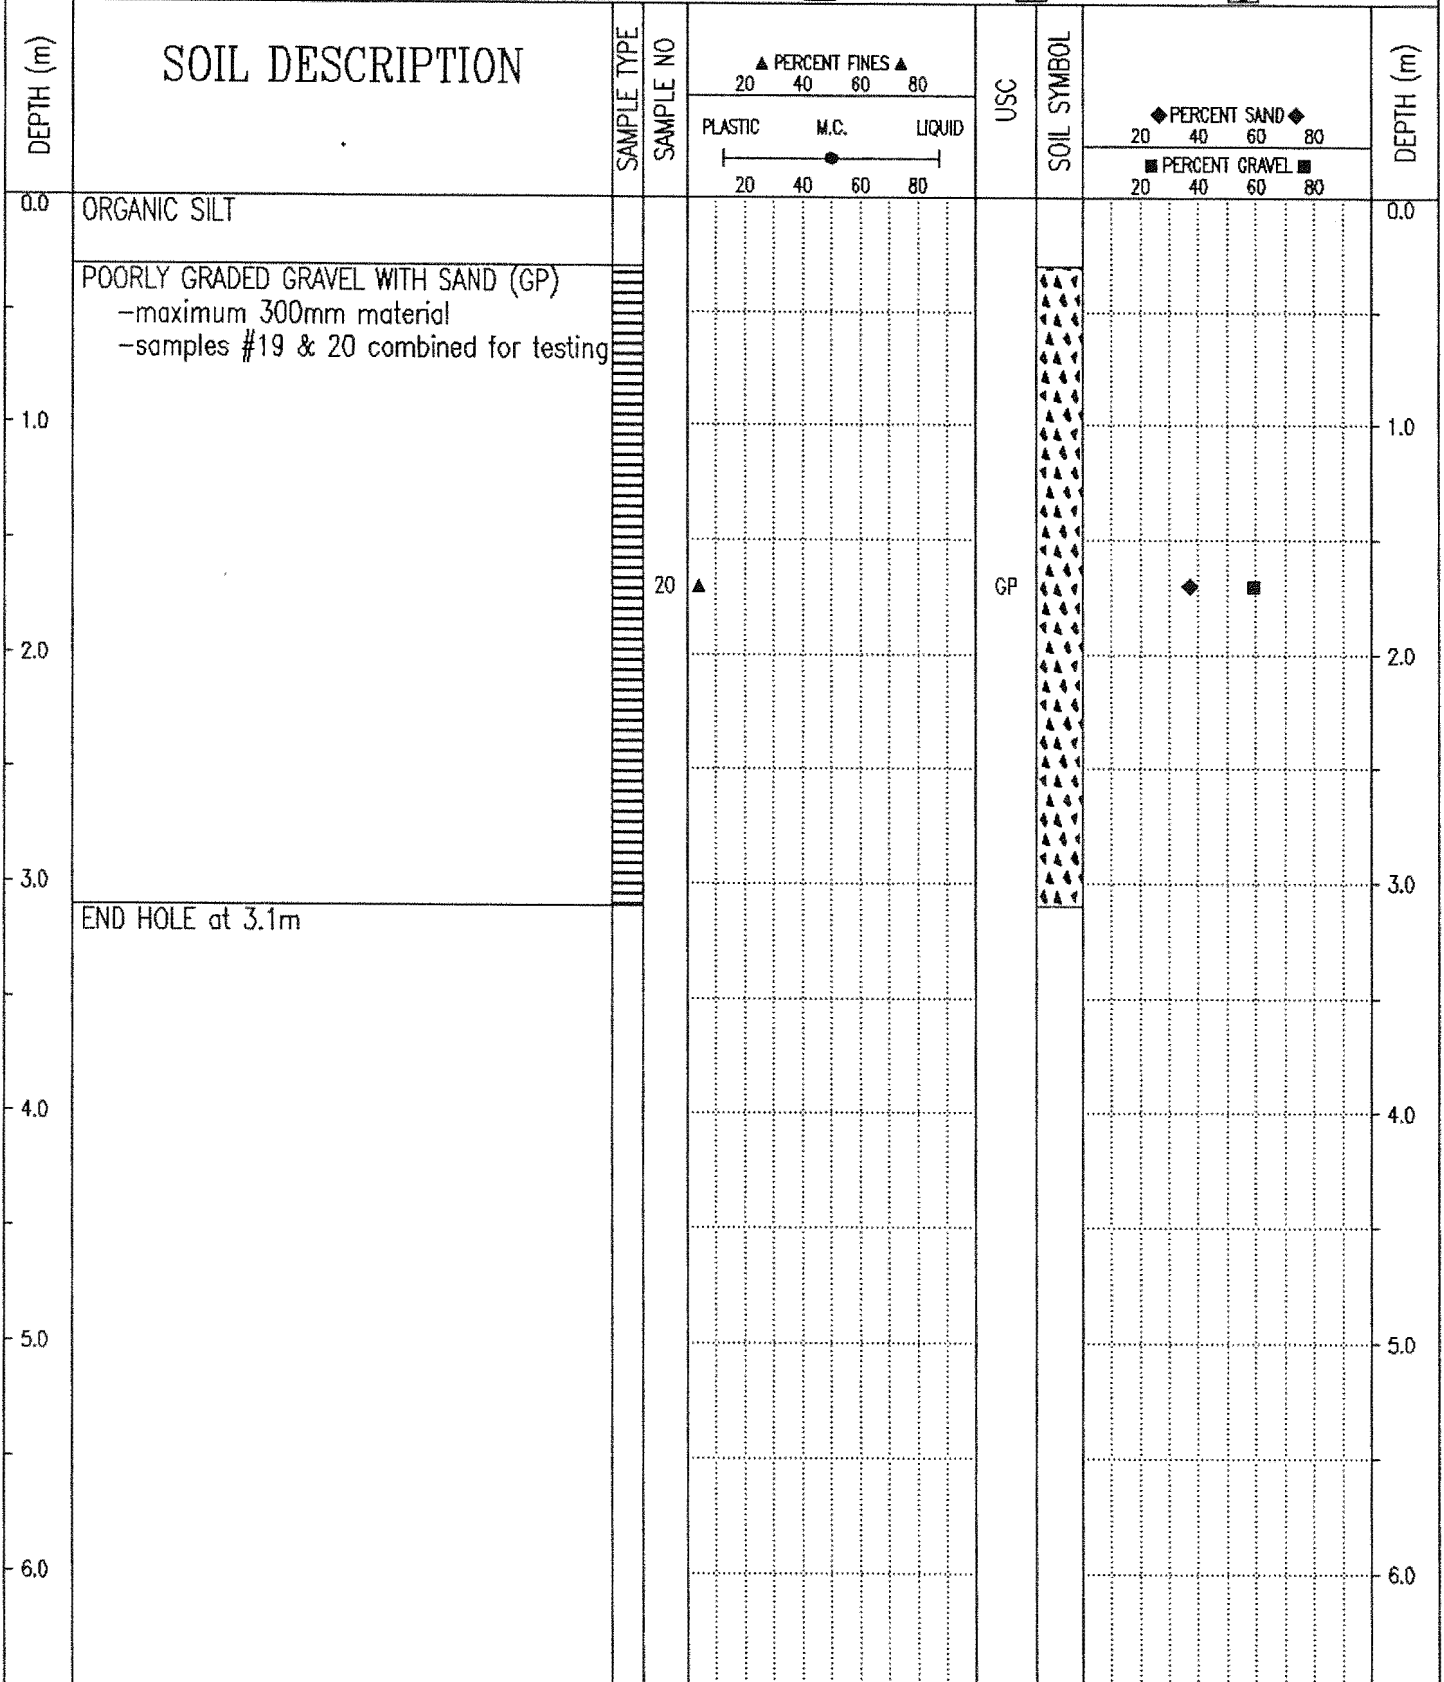 DEPTH (m)
SOIL DESCRIPTION
SAMPLE TYPE
SAMPLE NO
▲ PERCENT FINES ▲
20 40 60 80
PLASTIC M.C. LIQUID
20 40 60 80
USC
SOIL SYMBOL
◆ PERCENT SAND ◆
20 40 60 80
■ PERCENT GRAVEL ■
20 40 60 80
DEPTH (m)
0.0 ORGANIC SILT 0.0
POORLY GRADED GRAVEL WITH SAND (GP)
-maximum 300mm material
-samples #19 & 20 combined for testing
1.0 1.0
20 GP
2.0 2.0
3.0 3.0
END HOLE at 3.1m
4.0 4.0
5.0 5.0
6.0 6.0